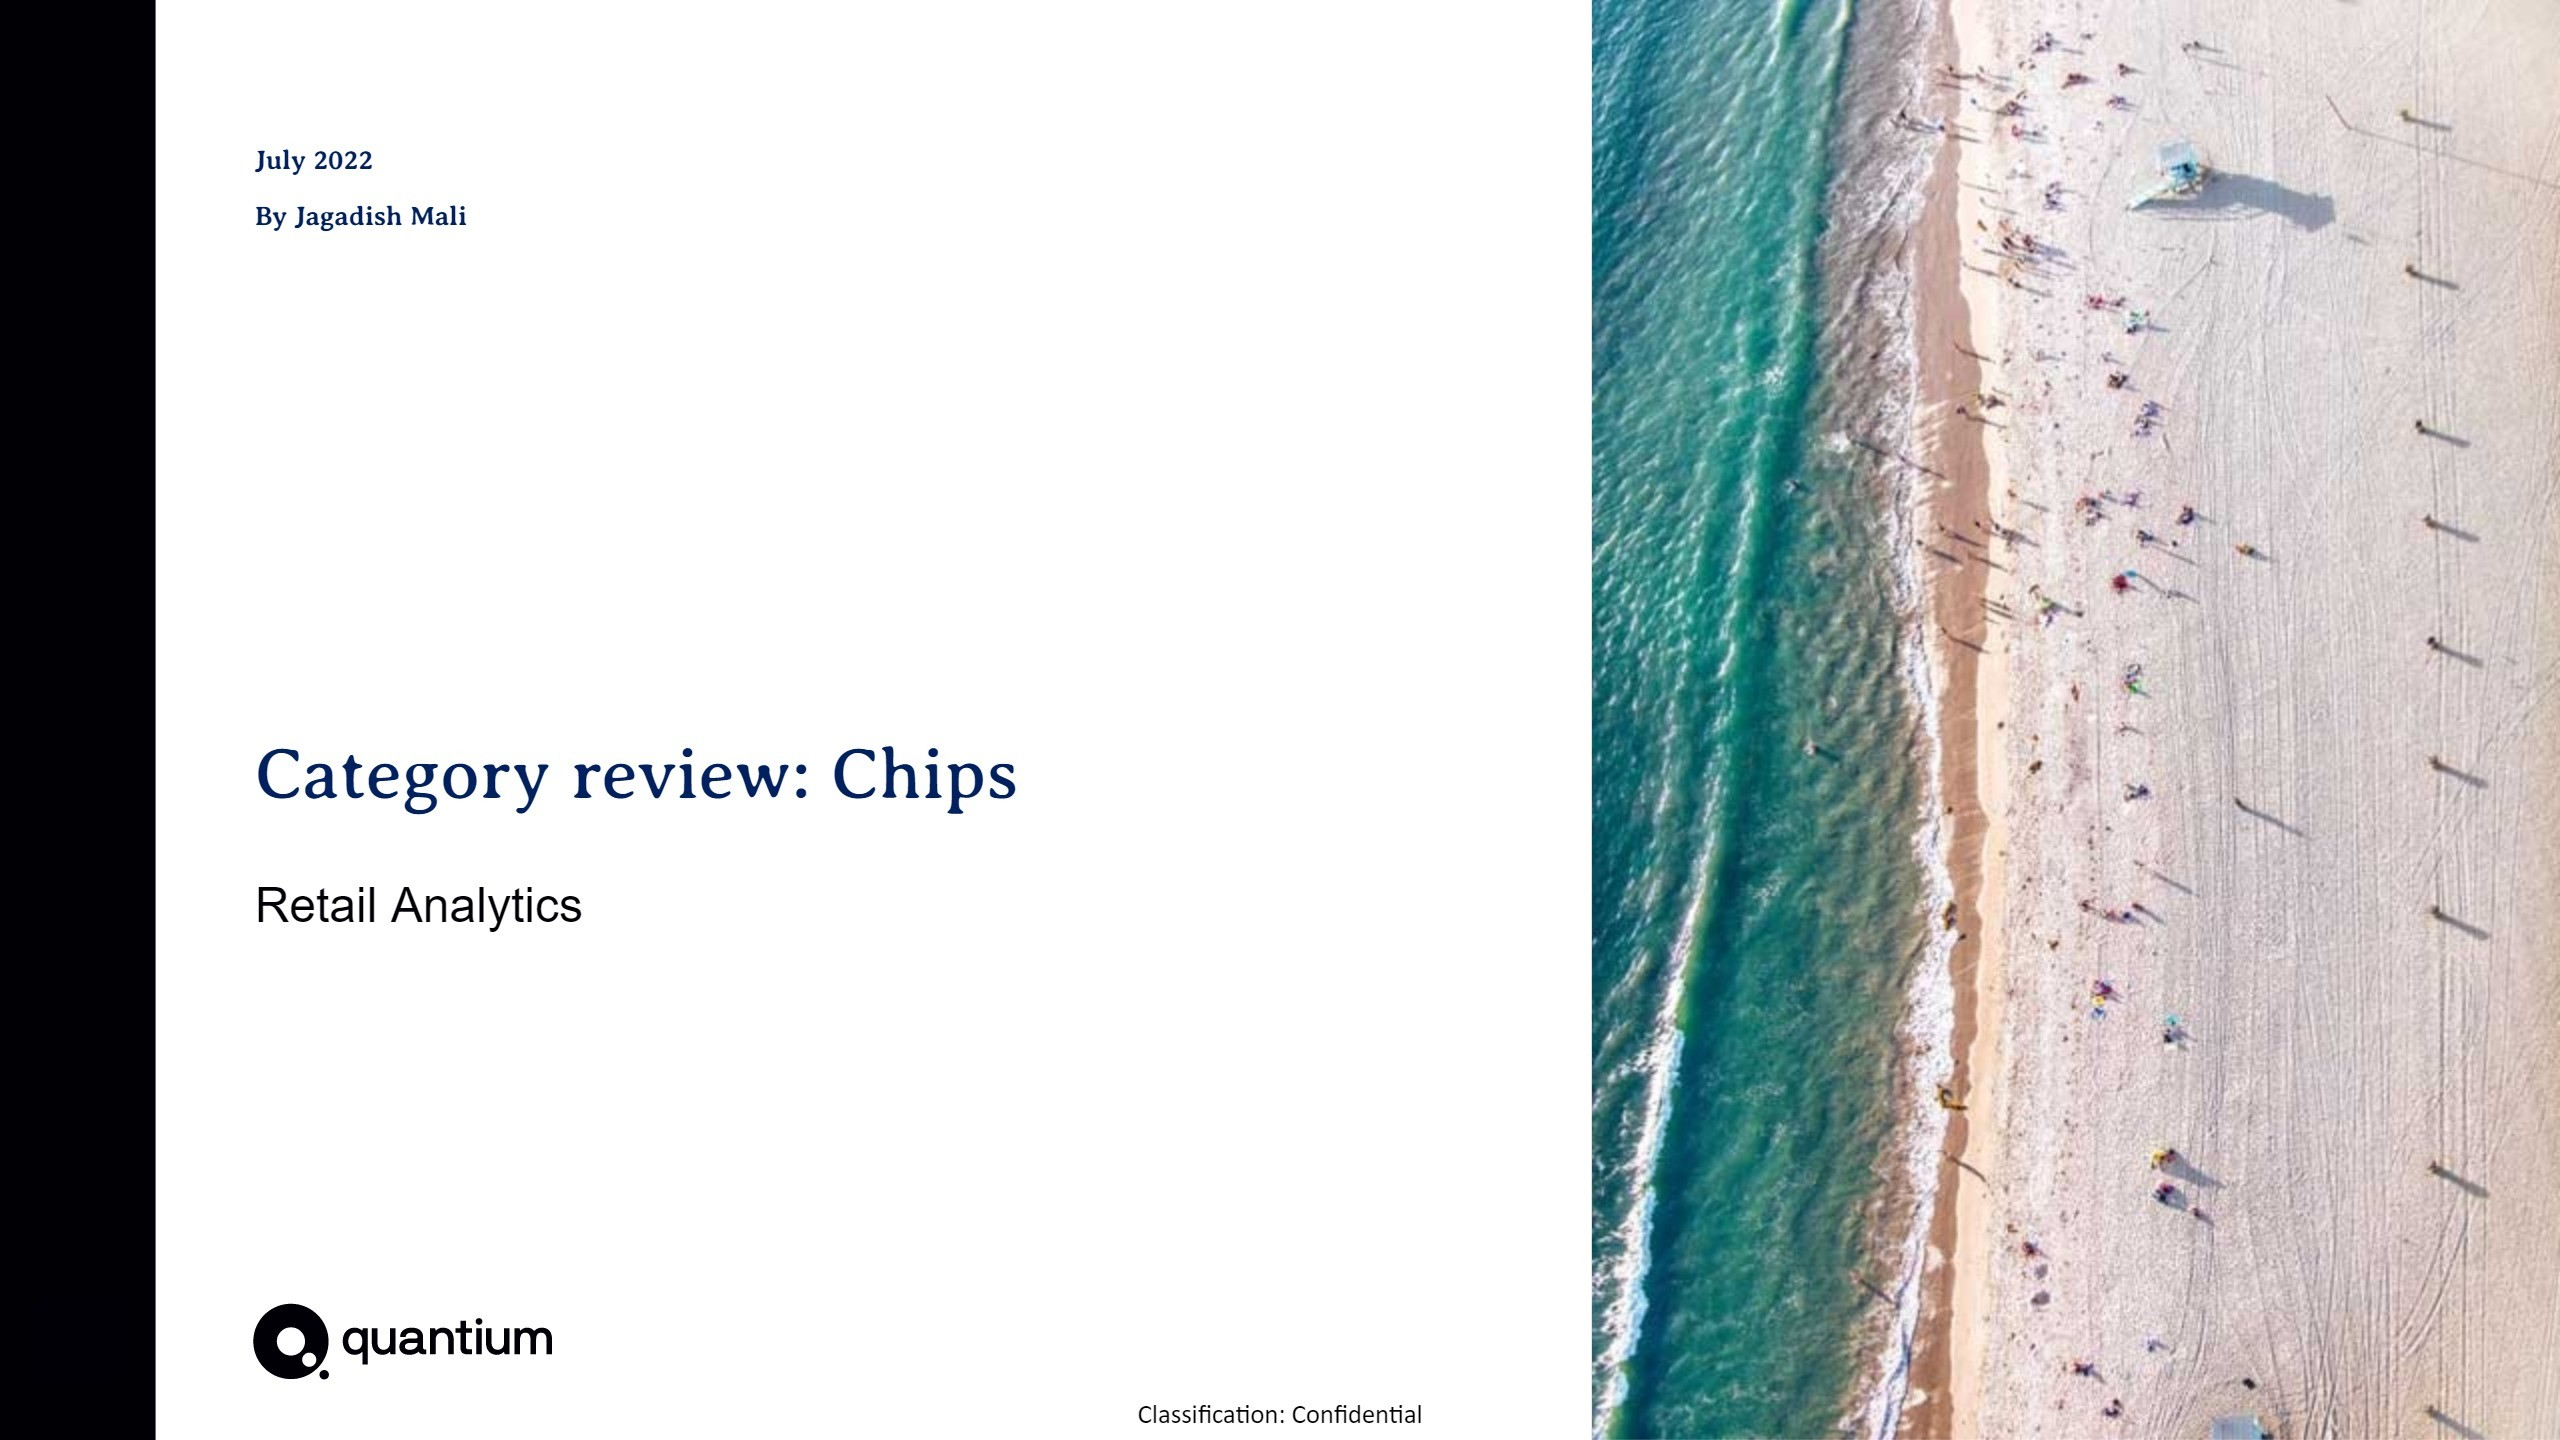 July 2022
By Jagadish Mali
Category review: Chips
Retail Analytics
quantium
Classification: Confidential